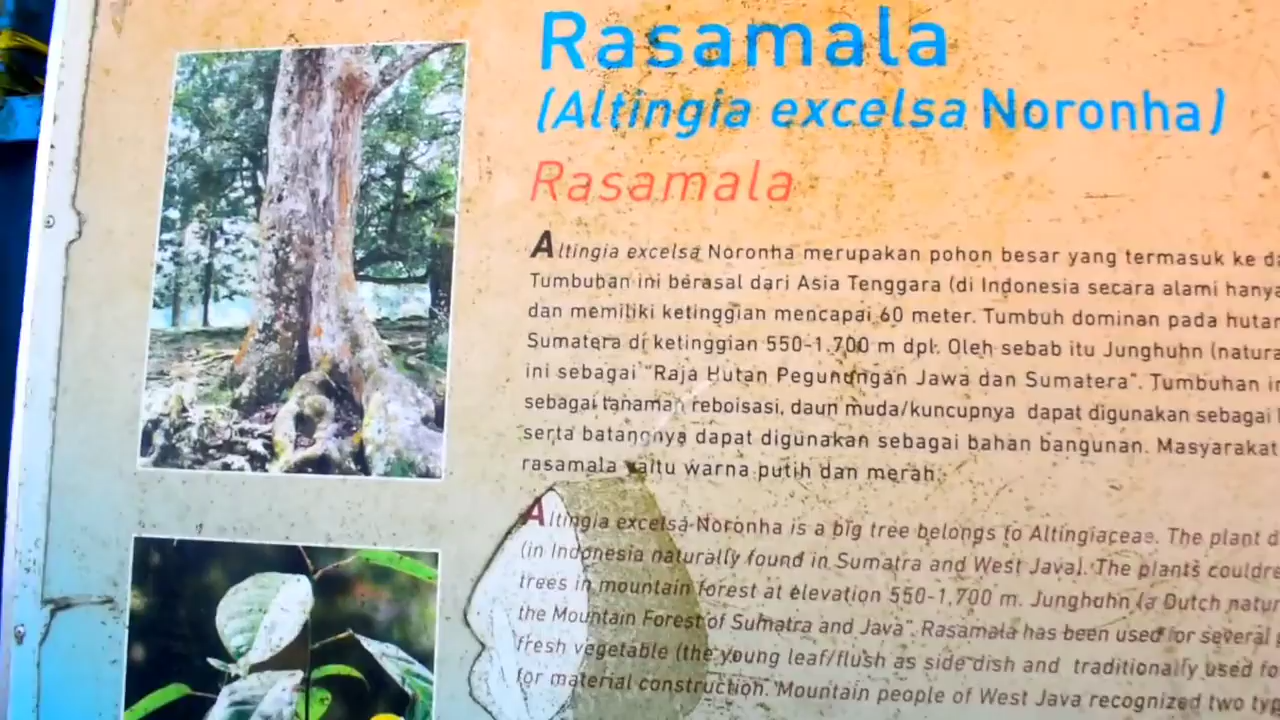 Rasamala
(Altingia excelsa Noronha)
Rasamala
Altingia excelsa Noronha merupakan pohon besar yang termasuk ke
Tumbuhan ini berasal dari Asia Tenggara (di Indonesia secara alami hanya
dan memiliki ketinggian mencapai 60 meter. Tumbuh dominan pada
Sumatera di ketinggian 550-1.700 m dpl. Oleh sebab itu Junghuhn
ini sebagai "Raja Hutan Pegunungan Jawa dan Sumatera". Tumbuhan
sebagai tanaman reboisasi, daun muda/kuncupnya dapat digunakan sebagai
serta batangnya dapat digunakan sebagai bahan bangunan. Masyarakat
rasamala yaitu warna putih dan merah.
Altingia excelsa Noronha is a big tree belongs to Altingiaceae. The plant
(in Indonesia naturally found in Sumatra and West Java). The plants
trees in mountain forest at elevation 550-1,700 m. Junghuhn (a Dutch
the Mountain Forest of Sumatra and Java". Rasamala has been used for several
fresh vegetable (the young leaf/flush as side dish and traditionally used
for material construction. Mountain people of West Java recognized two